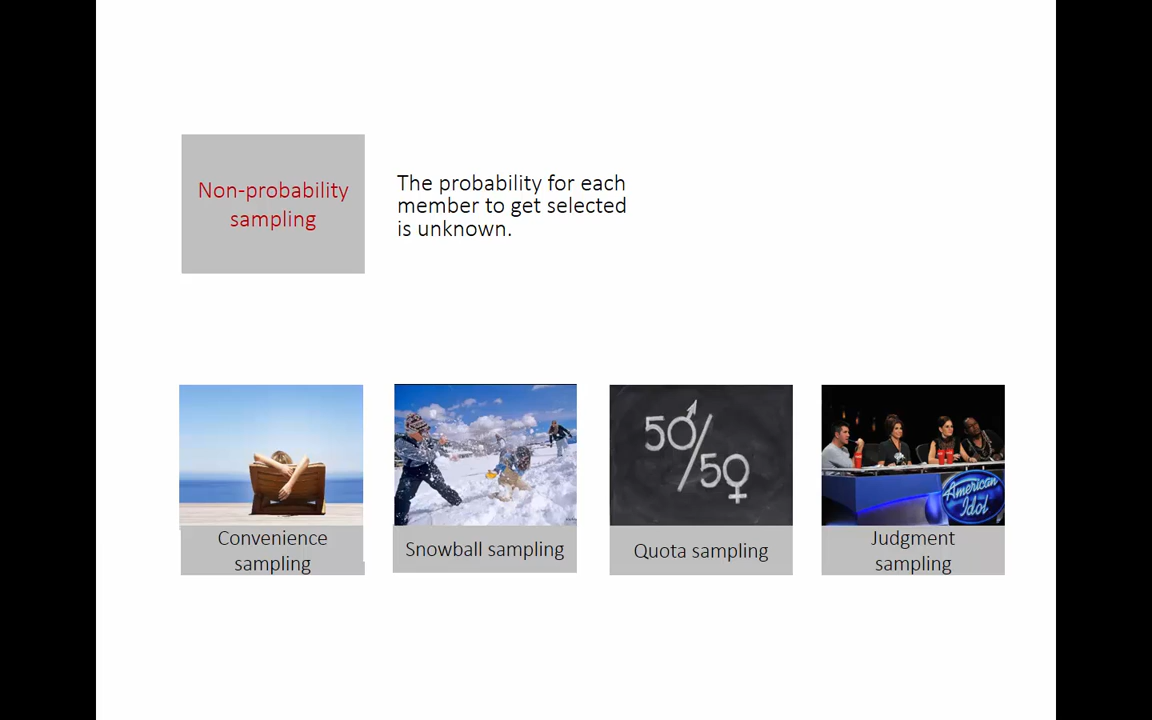 Non-probability
sampling
The probability for each
member to get selected
is unknown.
50/50
American
Idol
Convenience
sampling
Snowball sampling
Quota sampling
Judgment
sampling